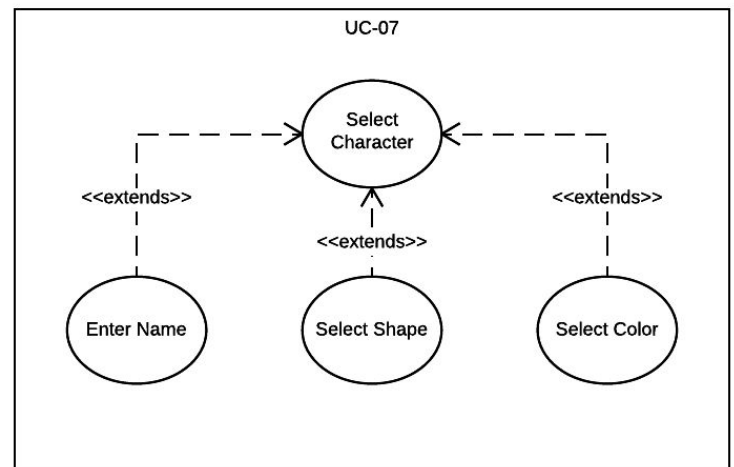 UC-07
Select
Character
<<extends>>
<<extends>>
<<extends>>
Enter Name
Select Shape
Select Color